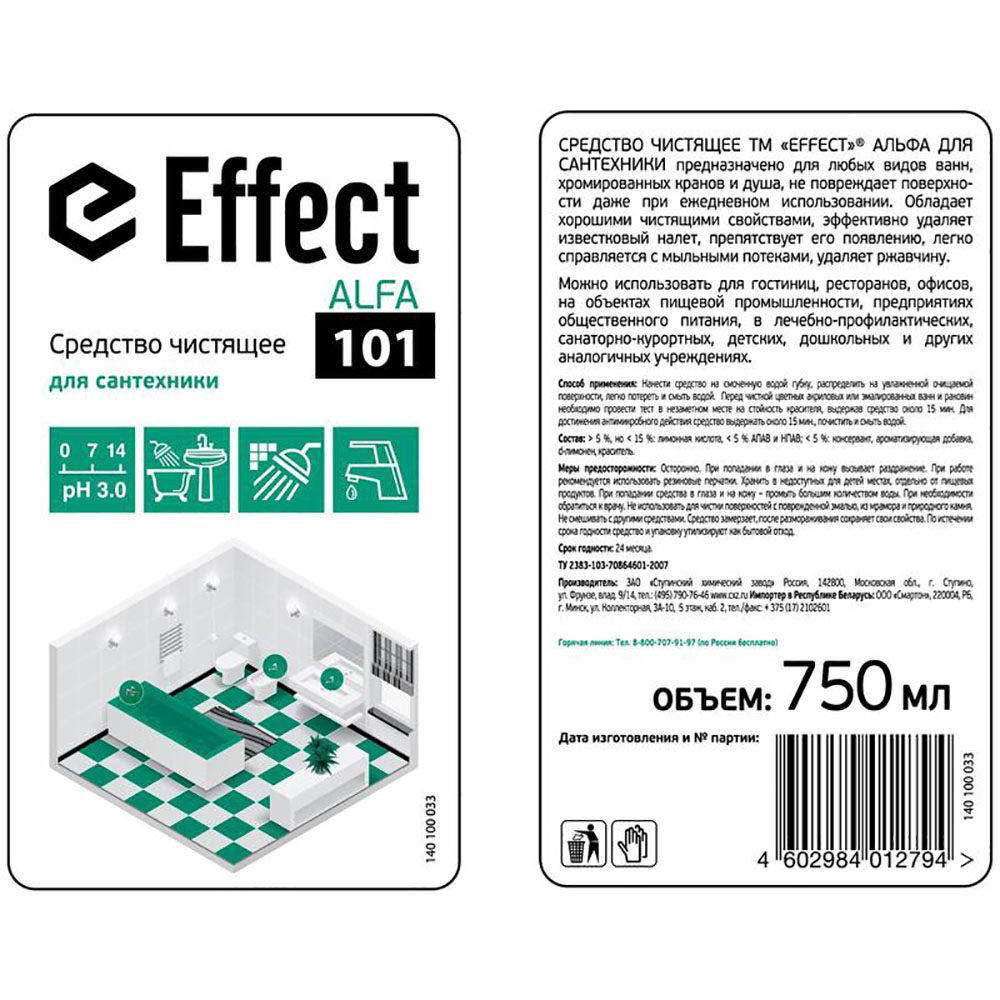 Effect
ALFA
101
Средство чистящее
для сантехники
0 7 14
pH 3.0
140 100 033
СРЕДСТВО ЧИСТЯЩЕЕ ТМ «EFFECT»® АЛЬФА ДЛЯ
САНТЕХНИКИ предназначено для любых видов ванн,
хромированных кранов и душа, не повреждает поверхно-
сти даже при ежедневном использовании. Обладает
хорошими чистящими свойствами, эффективно удаляет
известковый налет, препятствует его появлению, легко
справляется с мыльными потеками, удаляет ржавчину.
Можно использовать для гостиниц, ресторанов, офисов,
на объектах пищевой промышленности, предприятиях
общественного питания, в лечебно-профилактических,
санаторно-курортных, детских, дошкольных и других
аналогичных учреждениях.
Способ применения: Нанести средство на смоченную водой губку, распределить на увлажненной очищаемой
поверхности, легко потереть и смыть водой. Перед чисткой цветных акриловых или эмалированных ванн и раковин
необходимо провести тест в незаметном месте на стойкость красителя, выдержав средство около 15 мин. Для
достижения антимикробного действия средство выдержать около 15 мин., почистить и смыть водой.
Состав: > 5 %, но < 15 %: лимонная кислота, < 5 % АПАВ и НПАВ; < 5 %: консервант, ароматизирующая добавка,
d-лимонен, краситель.
Меры предосторожности: Осторожно. При попадании в глаза и на кожу вызывает раздражение. При работе
рекомендуется использовать резиновые перчатки. Хранить в недоступных для детей местах, отдельно от пищевых
продуктов. При попадании средства в глаза и на кожу – промыть большим количеством воды. При необходимости
обратиться к врачу. Не использовать для чистки поверхностей с поврежденной эмалью, из мрамора и природного камня.
Не смешивать с другими средствами. Средство замерзает, после размораживания сохраняет свои свойства. По истечении
срока годности средство и упаковку утилизируют как бытовой отход.
Срок годности: 24 месяца.
ТУ 2383-103-70864601-2007
Производитель: ЗАО «Ступинский химический завод» Россия, 142800, Московская обл., г. Ступино,
ул. Фрунзе, влад. 9/14, тел.: (495) 790-76-46 www.cxz.ru Импортер в Республике Беларусь: ООО «Смартон», 220004, РБ,
г. Минск, ул. Коллекторная, 3А-10, 5 этаж, каб. 2, тел./факс: + 375 (17) 2102601
Горячая линия: Тел. 8-800-707-91-97 (по России бесплатно)
ОБЪЕМ: 750 МЛ
Дата изготовления и № партии:
140 100 033
4 602984 012794 >